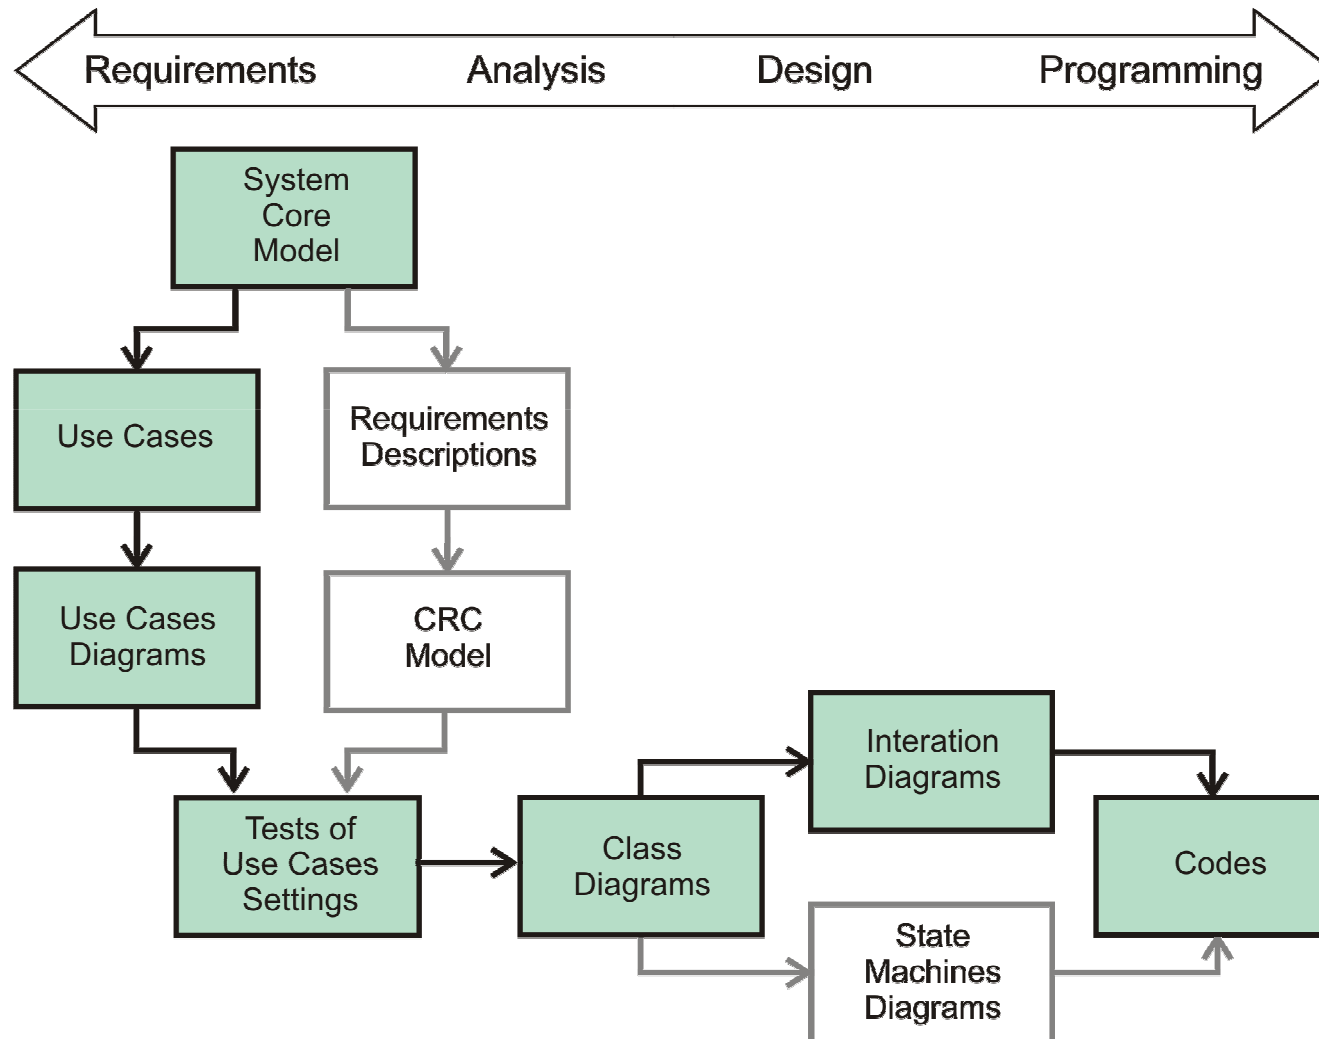 Requirements Analysis Design Programming
System
Core
Model
Use Cases
Requirements
Descriptions
Use Cases
Diagrams
CRC
Model
Interation
Diagrams
Tests of
Use Cases
Settings
Class
Diagrams
Codes
State
Machines
Diagrams